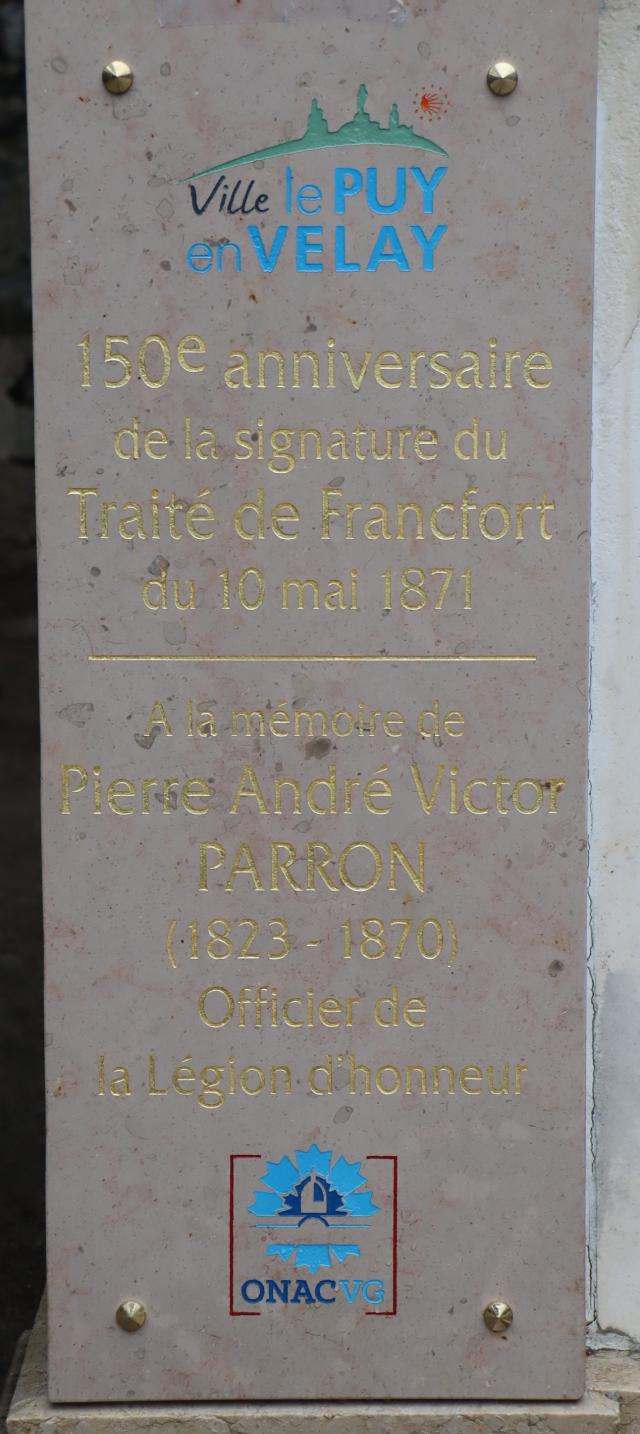 Ville le PUY
en VELAY
150e anniversaire
de la signature du
Traité de Francfort
du 10 mai 1871
A la mémoire de
Pierre André Victor
PARRON
(1823 - 1870)
Officier de
la Légion d'honneur
ONACVG